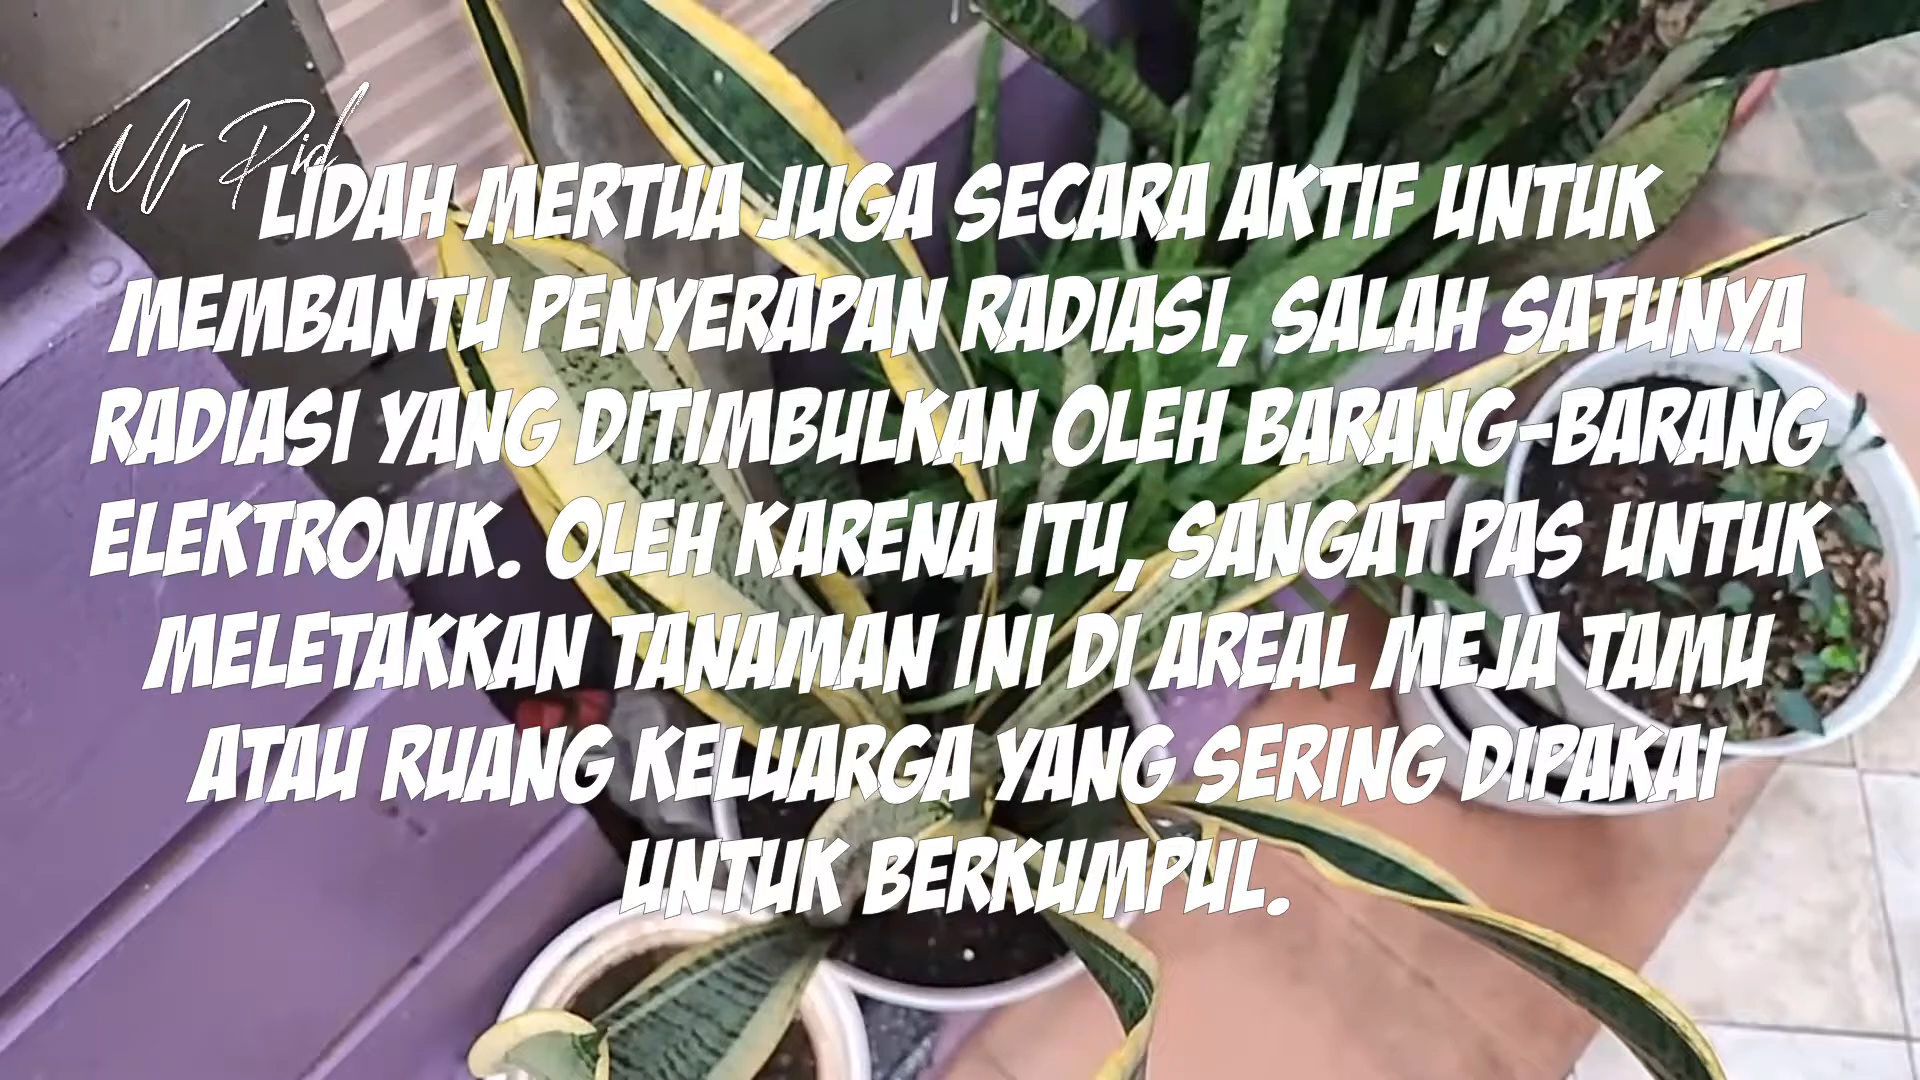 Mr Pid
LIDAH MERTUA JUGA SECARA AKTIF UNTUK
MEMBANTU PENYERAPAN RADIASI, SALAH SATUNYA
RADIASI YANG DITIMBULKAN OLEH BARANG-BARANG
ELEKTRONIK. OLEH KARENA ITU, SANGAT PAS UNTUK
MELETAKKAN TANAMAN INI DI AREAL MEJA TAMU
ATAU RUANG KELUARGA YANG SERING DIPAKAI
UNTUK BERKUMPUL.